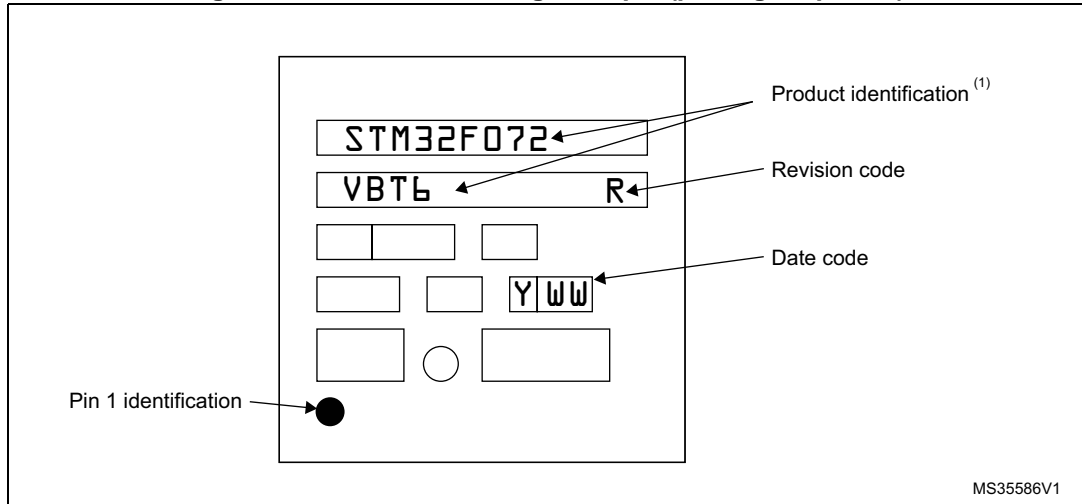 Product identification (1)
STM32F072
Revision code
VBT6 R
Date code
Y WW
Pin 1 identification
MS35586V1